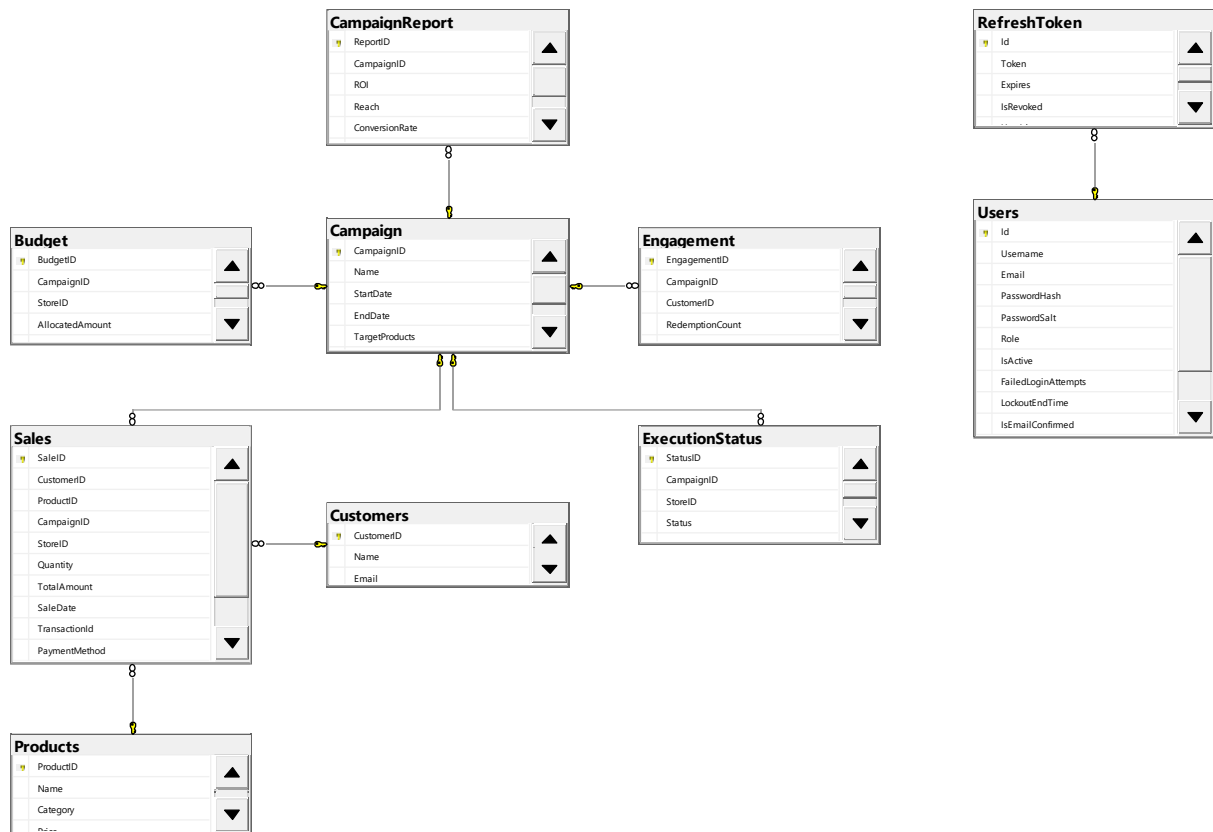 CampaignReport
ReportID
CampaignID
ROI
Reach
ConversionRate
RefreshToken
Id
Token
Expires
IsRevoked
Budget
BudgetID
CampaignID
StoreID
AllocatedAmount
Campaign
CampaignID
Name
StartDate
EndDate
TargetProducts
Engagement
EngagementID
CampaignID
CustomerID
RedemptionCount
Users
Id
Username
Email
PasswordHash
PasswordSalt
Role
IsActive
FailedLoginAttempts
LockoutEndTime
IsEmailConfirmed
Sales
SaleID
CustomerID
ProductID
CampaignID
StoreID
Quantity
TotalAmount
SaleDate
TransactionId
PaymentMethod
Customers
CustomerID
Name
Email
ExecutionStatus
StatusID
CampaignID
StoreID
Status
Products
ProductID
Name
Category